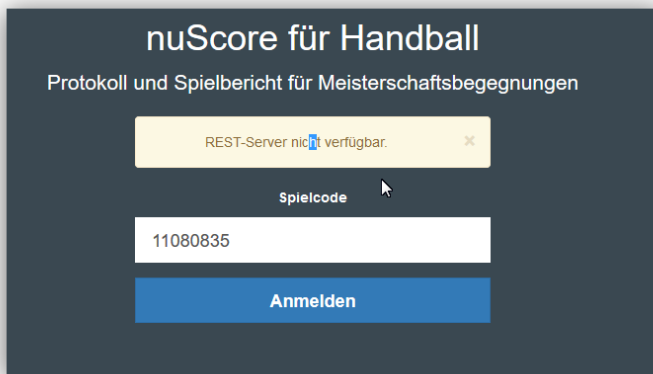 nuScore für Handball
Protokoll und Spielbericht für Meisterschaftsbegegnungen
REST-Server nicht verfügbar. ×
Spielcode
11080835
Anmelden